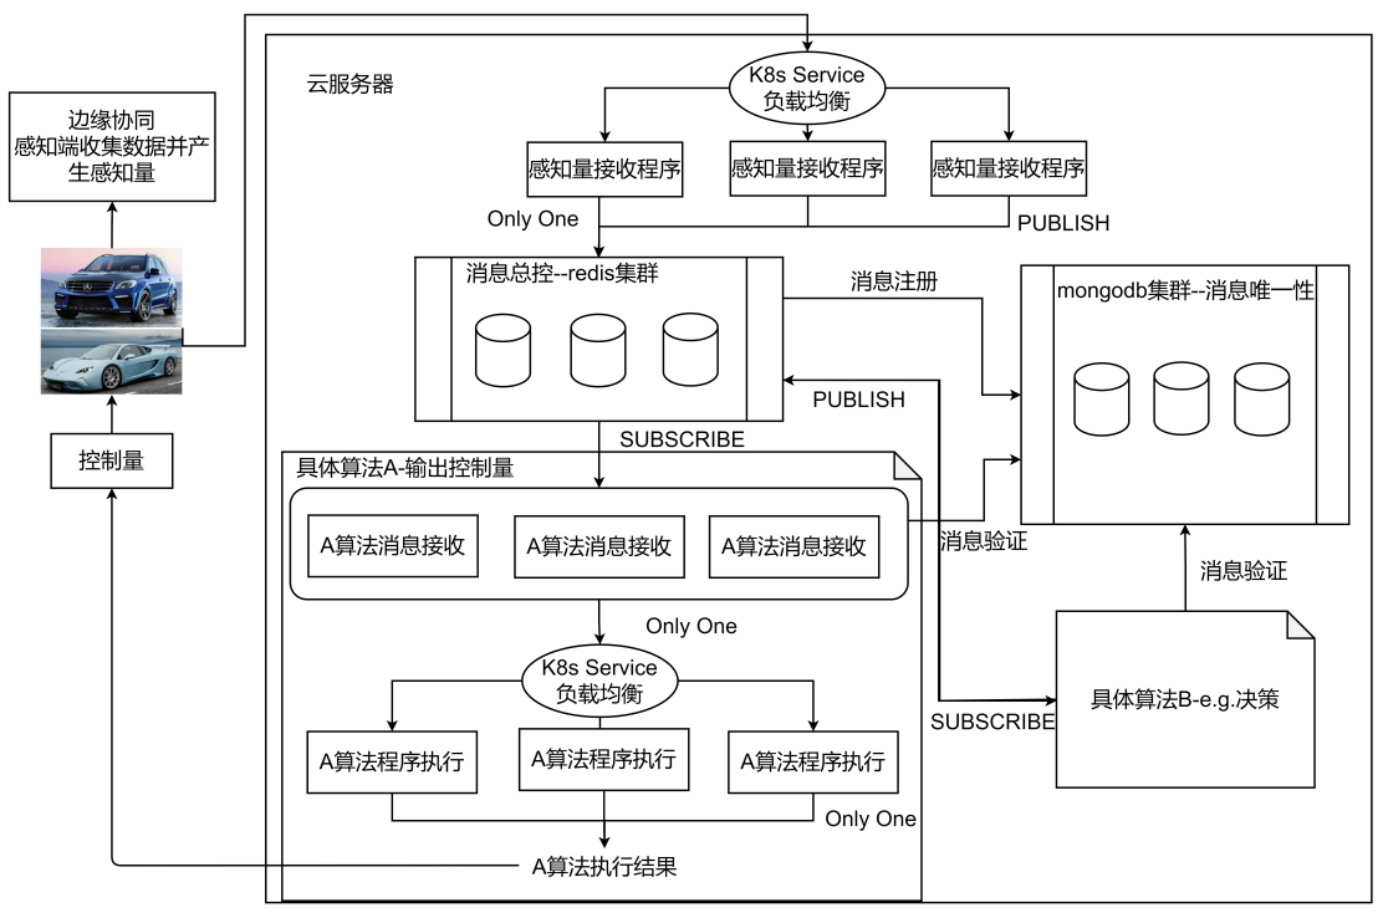 云服务器
K8s Service
负载均衡
边缘协同
感知端收集数据并产
生感知量
感知量接收程序
感知量接收程序
感知量接收程序
Only One
PUBLISH
消息总控--redis集群
消息注册
mongodb集群--消息唯一性
PUBLISH
SUBSCRIBE
控制量
具体算法A-输出控制量
A算法消息接收
A算法消息接收
A算法消息接收
消息验证
消息验证
Only One
K8s Service
负载均衡
具体算法B-e.g.决策
SUBSCRIBE
A算法程序执行
A算法程序执行
A算法程序执行
Only One
A算法执行结果